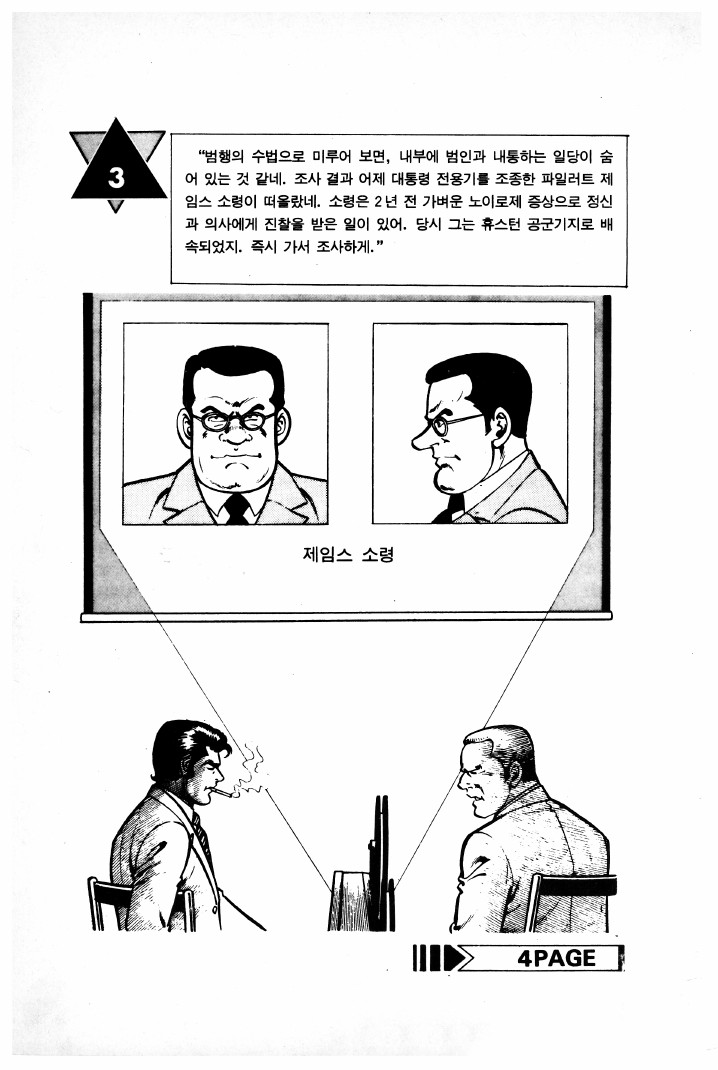 3
“범행의 수법으로 미루어 보면, 내부에 범인과 내통하는 일당이 숨
어 있는 것 같네. 조사 결과 어제 대통령 전용기를 조종한 파일러트 제
임스 소령이 떠올랐네. 소령은 2년 전 가벼운 노이로제 증상으로 정신
과 의사에게 진찰을 받은 일이 있어. 당시 그는 휴스턴 공군기지로 배
속되었지. 즉시 가서 조사하게.”
제임스 소령
4PAGE